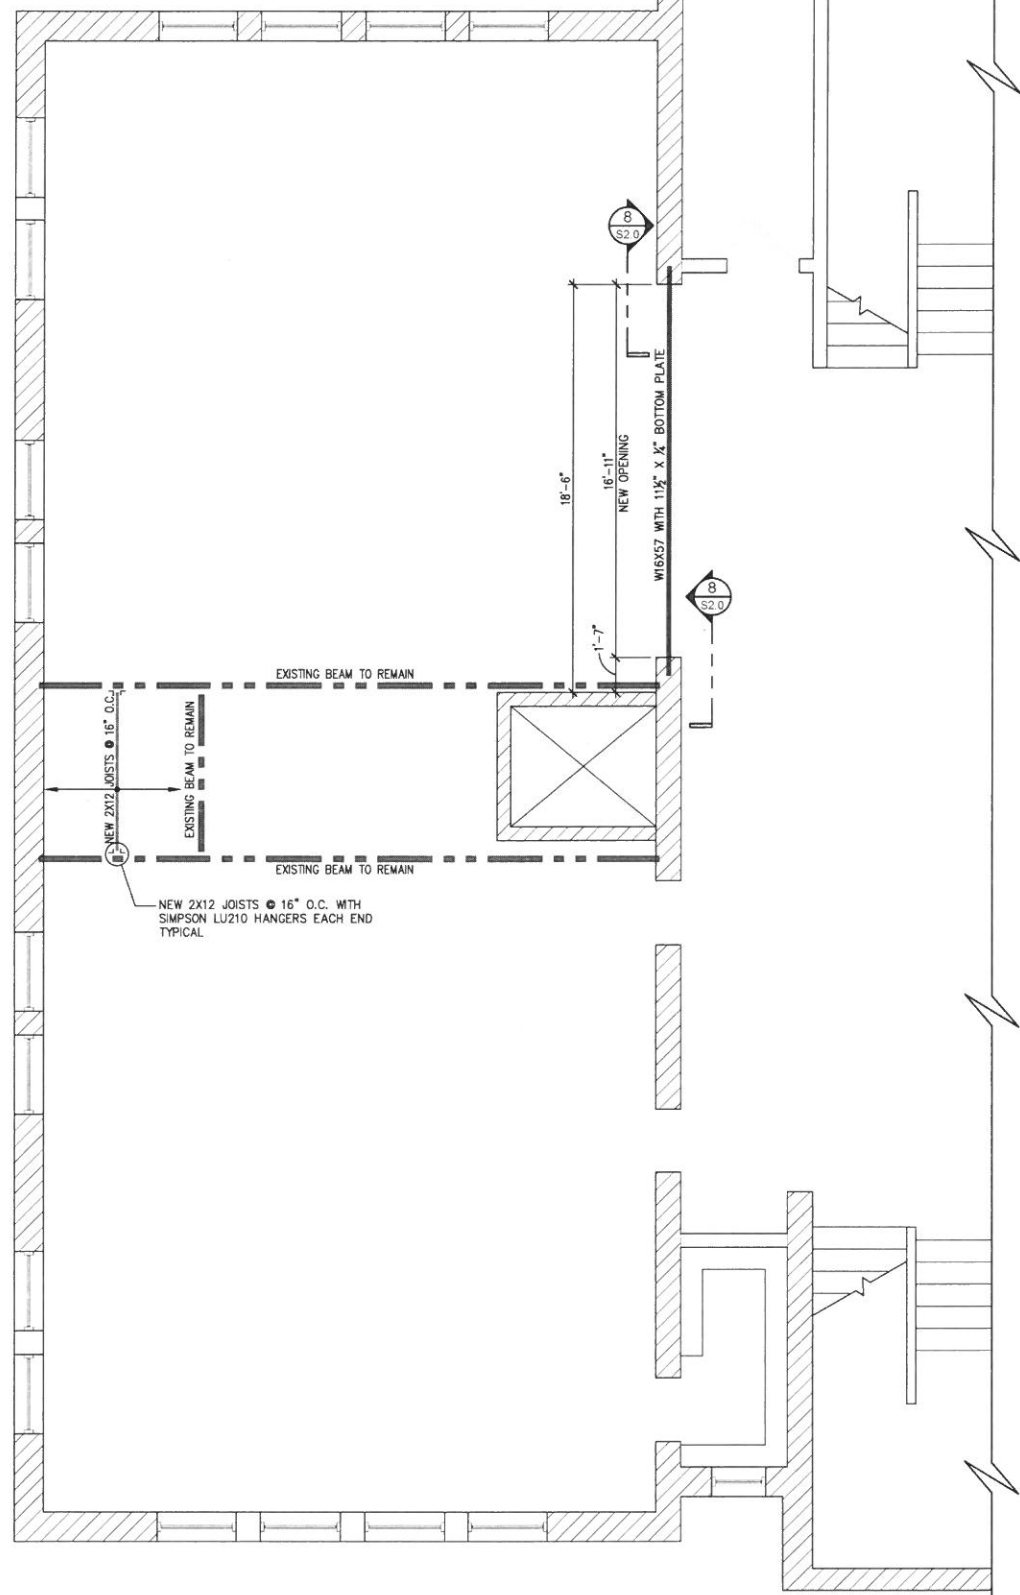 8
S2.0
18'-6"
16'-11"
NEW OPENING
W16X57 WITH 11½" X ¼" BOTTOM PLATE
8
S2.0
1'-7"
EXISTING BEAM TO REMAIN
NEW 2X12 JOISTS @ 16" O.C.
EXISTING BEAM TO REMAIN
EXISTING BEAM TO REMAIN
NEW 2X12 JOISTS @ 16" O.C. WITH
SIMPSON LU210 HANGERS EACH END
TYPICAL